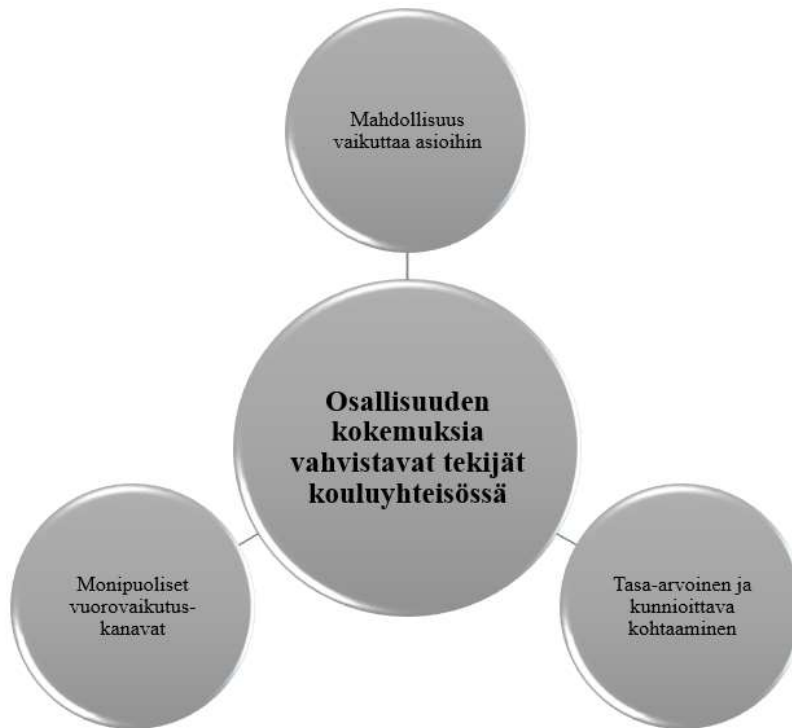 Mahdollisuus
vaikuttaa asioihin
Osallisuuden
kokemuksia
vahvistavat tekijät
kouluyhteisössä
Monipuoliset
vuorovaikutus-
kanavat
Tasa-arvoinen ja
kunnioittava
kohtaaminen